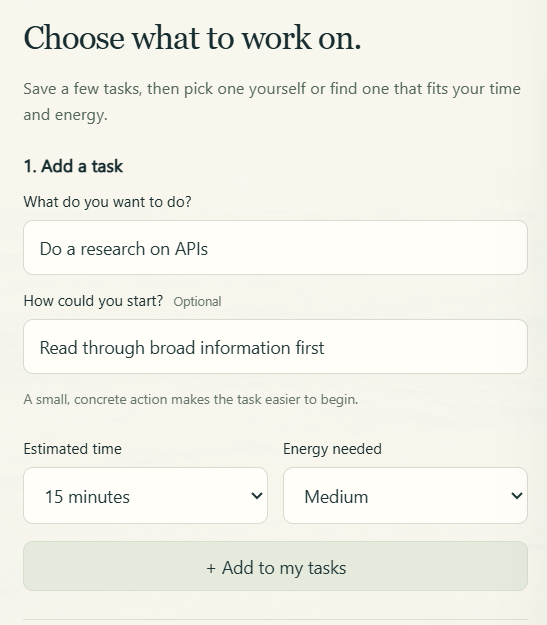 Choose what to work on.
Save a few tasks, then pick one yourself or find one that fits your time
and energy.
1. Add a task
What do you want to do?
Do a research on APIs
How could you start? Optional
Read through broad information first
A small, concrete action makes the task easier to begin.
Estimated time Energy needed
15 minutes Medium
+ Add to my tasks